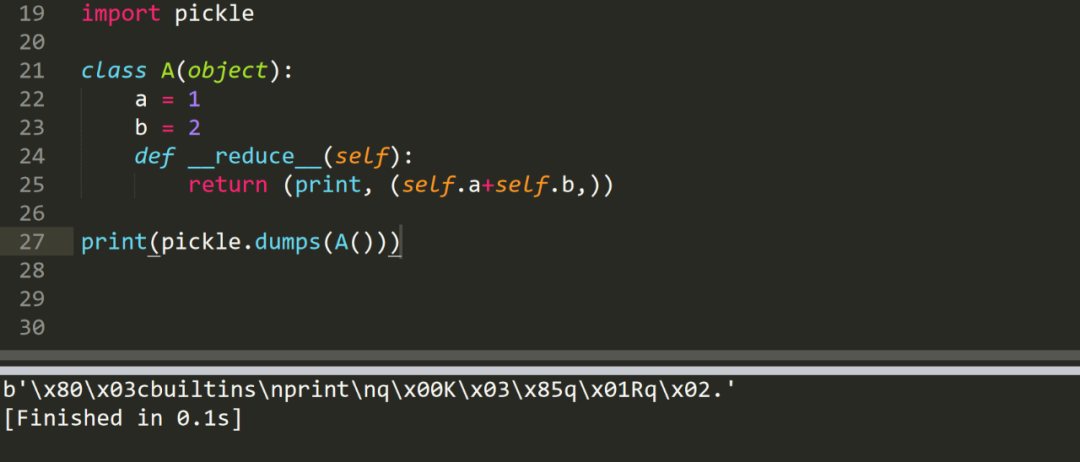 19 import pickle
20
21 class A(object):
22     a = 1
23     b = 2
24     def __reduce__(self):
25         return (print, (self.a+self.b,))
26
27 print(pickle.dumps(A()))
28
29
30
b'\x80\x03cbuiltins\nprint\nq\x00K\x03\x85q\x01Rq\x02.'
[Finished in 0.1s]